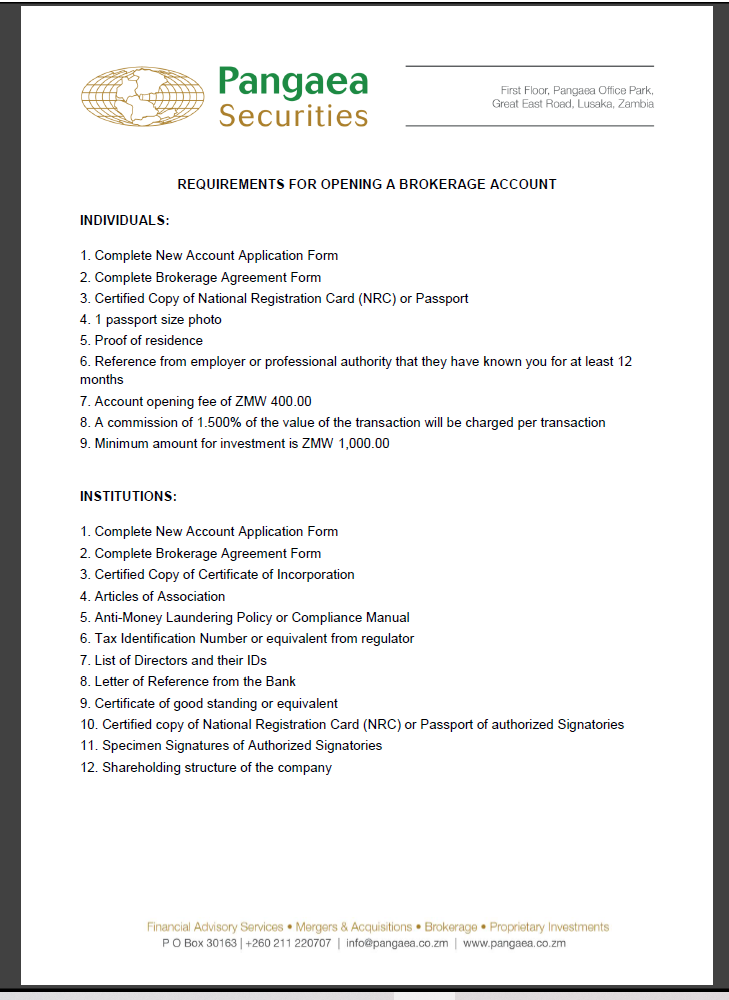 Pangaea
Securities
First Floor, Pangaea Office Park,
Great East Road, Lusaka, Zambia
REQUIREMENTS FOR OPENING A BROKERAGE ACCOUNT
INDIVIDUALS:
1. Complete New Account Application Form
2. Complete Brokerage Agreement Form
3. Certified Copy of National Registration Card (NRC) or Passport
4. 1 passport size photo
5. Proof of residence
6. Reference from employer or professional authority that they have known you for at least 12
months
7. Account opening fee of ZMW 400.00
8. A commission of 1.500% of the value of the transaction will be charged per transaction
9. Minimum amount for investment is ZMW 1,000.00
INSTITUTIONS:
1. Complete New Account Application Form
2. Complete Brokerage Agreement Form
3. Certified Copy of Certificate of Incorporation
4. Articles of Association
5. Anti-Money Laundering Policy or Compliance Manual
6. Tax Identification Number or equivalent from regulator
7. List of Directors and their IDs
8. Letter of Reference from the Bank
9. Certificate of good standing or equivalent
10. Certified copy of National Registration Card (NRC) or Passport of authorized Signatories
11. Specimen Signatures of Authorized Signatories
12. Shareholding structure of the company
Financial Advisory Services • Mergers & Acquisitions • Brokerage • Proprietary Investments
P O Box 30163 | +260 211 220707 | info@pangaea.co.zm | www.pangaea.co.zm